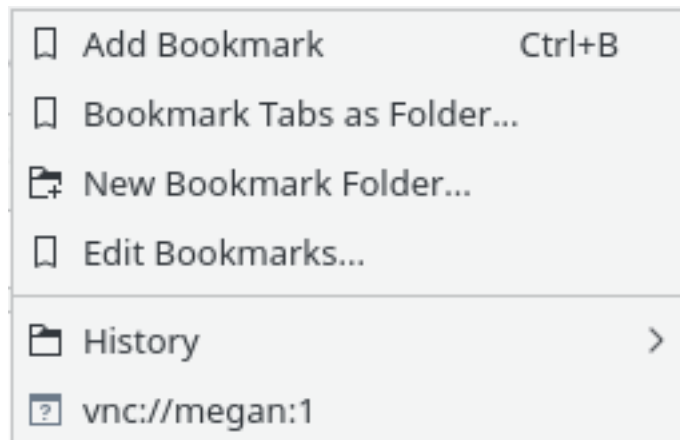 Add Bookmark Ctrl+B
Bookmark Tabs as Folder...
New Bookmark Folder...
Edit Bookmarks...
History
vnc://megan:1